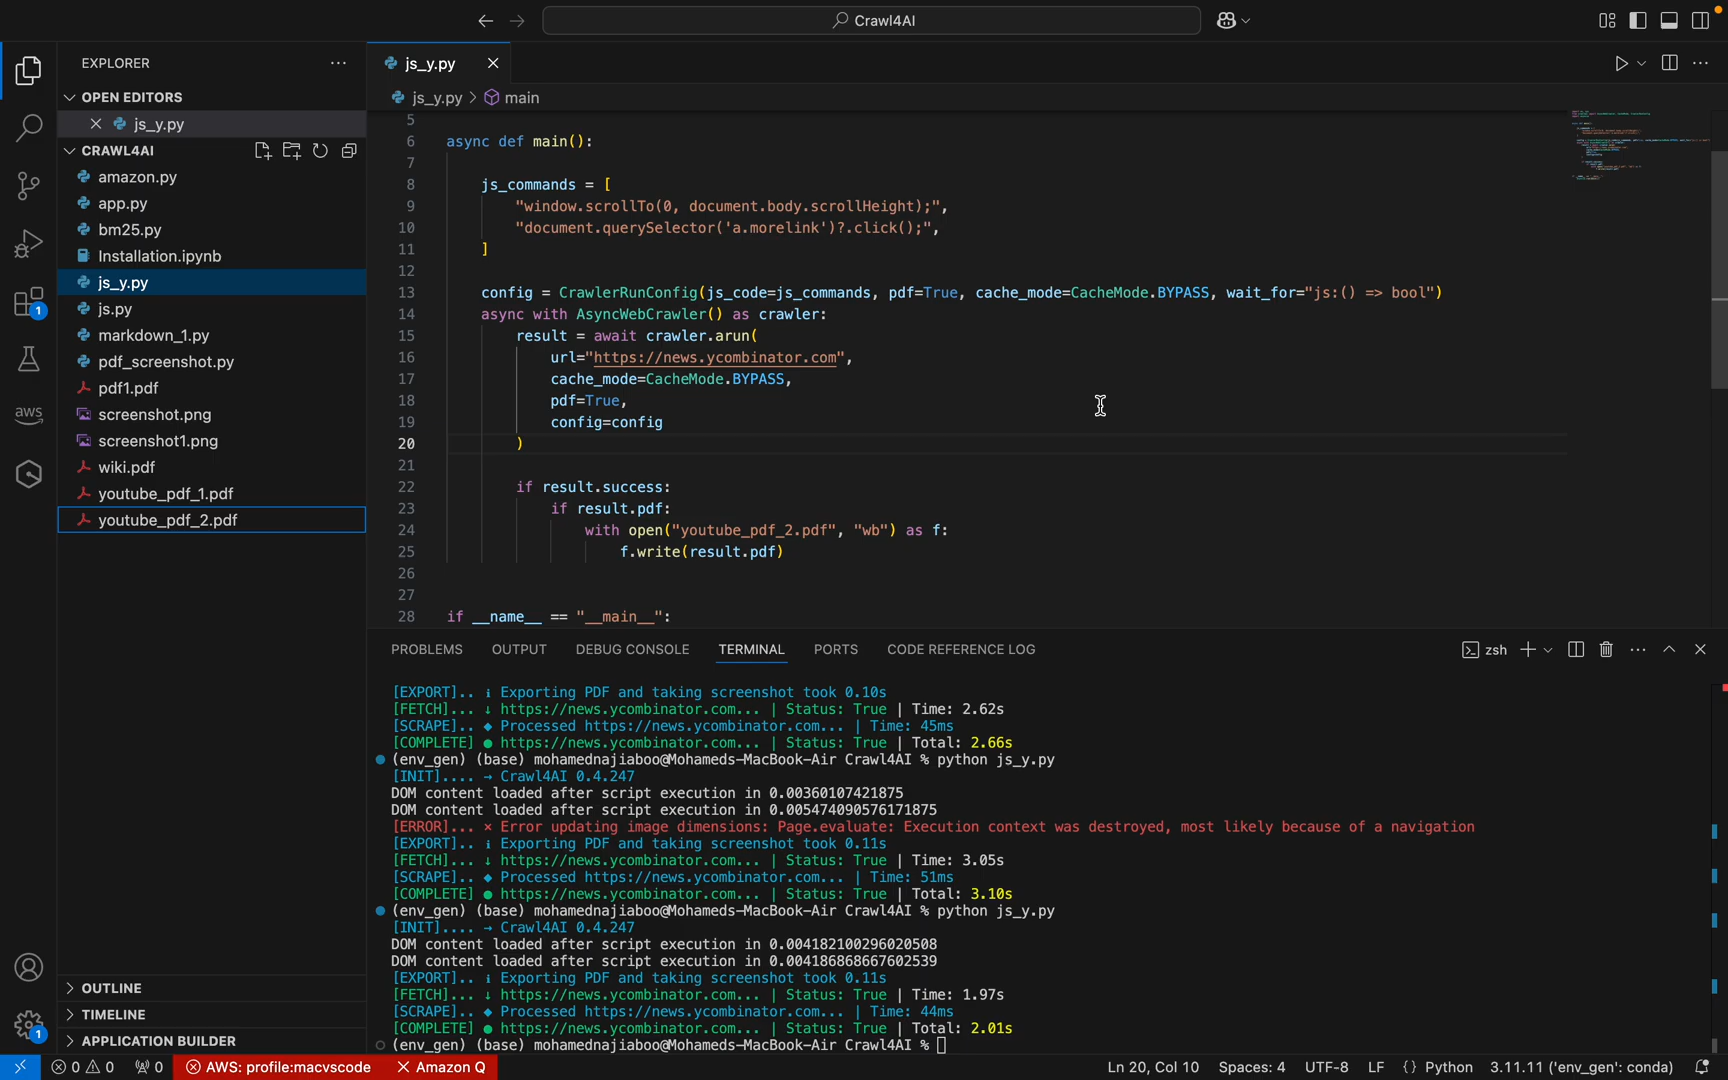 Crawl4AI
EXPLORER
OPEN EDITORS
js_y.py
CRAWL4AI
amazon.py
app.py
bm25.py
Installation.ipynb
js_y.py
js.py
markdown_1.py
pdf_screenshot.py
pdf1.pdf
screenshot.png
screenshot1.png
wiki.pdf
youtube_pdf_1.pdf
youtube_pdf_2.pdf
OUTLINE
TIMELINE
APPLICATION BUILDER
1
aws
1
js_y.py
js_y.py > main
5
6 async def main():
7
8 js_commands = [
9 "window.scrollTo(0, document.body.scrollHeight);",
10 "document.querySelector('a.morelink')?.click();",
11 ]
12
13 config = CrawlerRunConfig(js_code=js_commands, pdf=True, cache_mode=CacheMode.BYPASS, wait_for="js:() => bool")
14 async with AsyncWebCrawler() as crawler:
15 result = await crawler.arun(
16 url="https://news.ycombinator.com",
17 cache_mode=CacheMode.BYPASS,
18 pdf=True,
19 config=config
20 )
21
22 if result.success:
23 if result.pdf:
24 with open("youtube_pdf_2.pdf", "wb") as f:
25 f.write(result.pdf)
26
27
28 if __name__ == "__main__":
PROBLEMS OUTPUT DEBUG CONSOLE TERMINAL PORTS CODE REFERENCE LOG zsh
[EXPORT].. ℹ Exporting PDF and taking screenshot took 0.10s
[FETCH]... ↓ https://news.ycombinator.com... | Status: True | Time: 2.62s
[SCRAPE].. ◆ Processed https://news.ycombinator.com... | Time: 45ms
[COMPLETE] ● https://news.ycombinator.com... | Status: True | Total: 2.66s
(env_gen) (base) mohamednajiaboo@Mohameds-MacBook-Air Crawl4AI % python js_y.py
[INIT].... → Crawl4AI 0.4.247
DOM content loaded after script execution in 0.00360107421875
DOM content loaded after script execution in 0.005474090576171875
[ERROR]... × Error updating image dimensions: Page.evaluate: Execution context was destroyed, most likely because of a navigation
[EXPORT].. ℹ Exporting PDF and taking screenshot took 0.11s
[FETCH]... ↓ https://news.ycombinator.com... | Status: True | Time: 3.05s
[SCRAPE].. ◆ Processed https://news.ycombinator.com... | Time: 51ms
[COMPLETE] ● https://news.ycombinator.com... | Status: True | Total: 3.10s
(env_gen) (base) mohamednajiaboo@Mohameds-MacBook-Air Crawl4AI % python js_y.py
[INIT].... → Crawl4AI 0.4.247
DOM content loaded after script execution in 0.004182100296020508
DOM content loaded after script execution in 0.004186868667602539
[EXPORT].. ℹ Exporting PDF and taking screenshot took 0.11s
[FETCH]... ↓ https://news.ycombinator.com... | Status: True | Time: 1.97s
[SCRAPE].. ◆ Processed https://news.ycombinator.com... | Time: 44ms
[COMPLETE] ● https://news.ycombinator.com... | Status: True | Total: 2.01s
(env_gen) (base) mohamednajiaboo@Mohameds-MacBook-Air Crawl4AI %
0 0 0 AWS: profile:macvscode Amazon Q Ln 20, Col 10 Spaces: 4 UTF-8 LF {} Python 3.11.11 ('env_gen': conda)